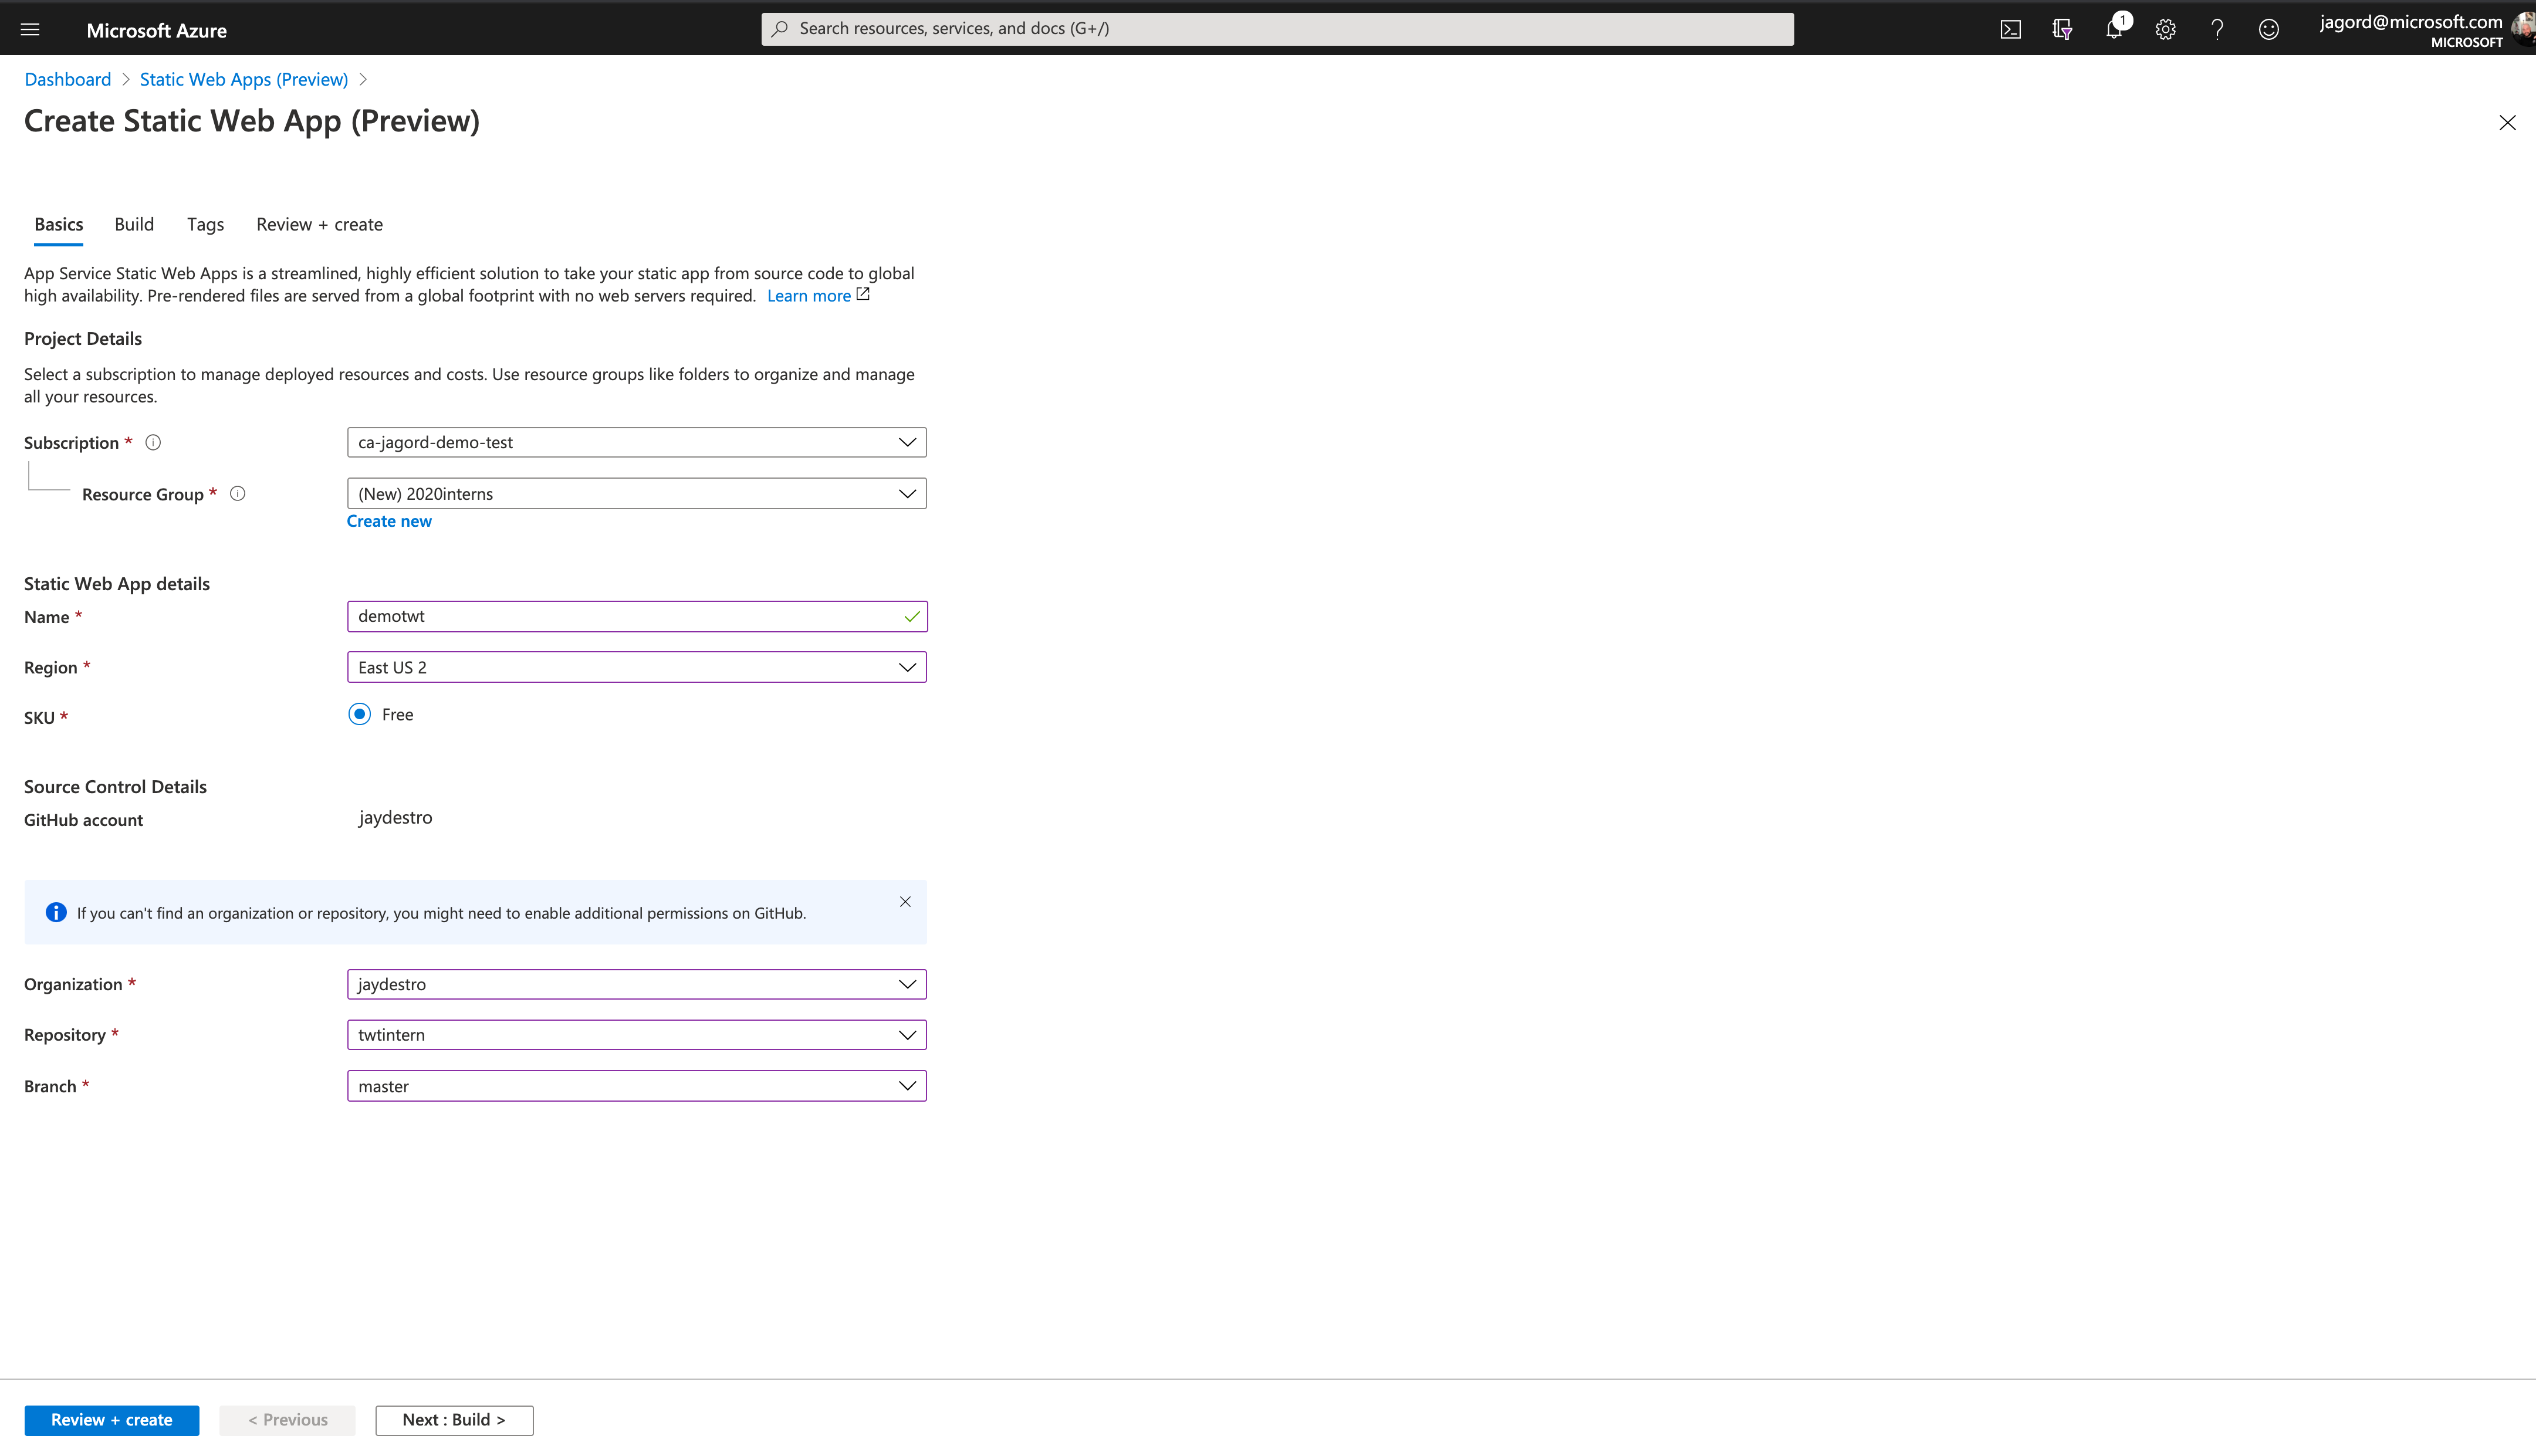 Microsoft Azure
Search resources, services, and docs (G+/)
1
jagord@microsoft.com
MICROSOFT
Dashboard > Static Web Apps (Preview) >
Create Static Web App (Preview)
Basics Build Tags Review + create
App Service Static Web Apps is a streamlined, highly efficient solution to take your static app from source code to global
high availability. Pre-rendered files are served from a global footprint with no web servers required. Learn more
Project Details
Select a subscription to manage deployed resources and costs. Use resource groups like folders to organize and manage
all your resources.
Subscription * ca-jagord-demo-test
Resource Group * (New) 2020interns
Create new
Static Web App details
Name * demotwt
Region * East US 2
SKU * Free
Source Control Details
GitHub account jaydestro
If you can't find an organization or repository, you might need to enable additional permissions on GitHub.
Organization * jaydestro
Repository * twtintern
Branch * master
Review + create < Previous Next : Build >